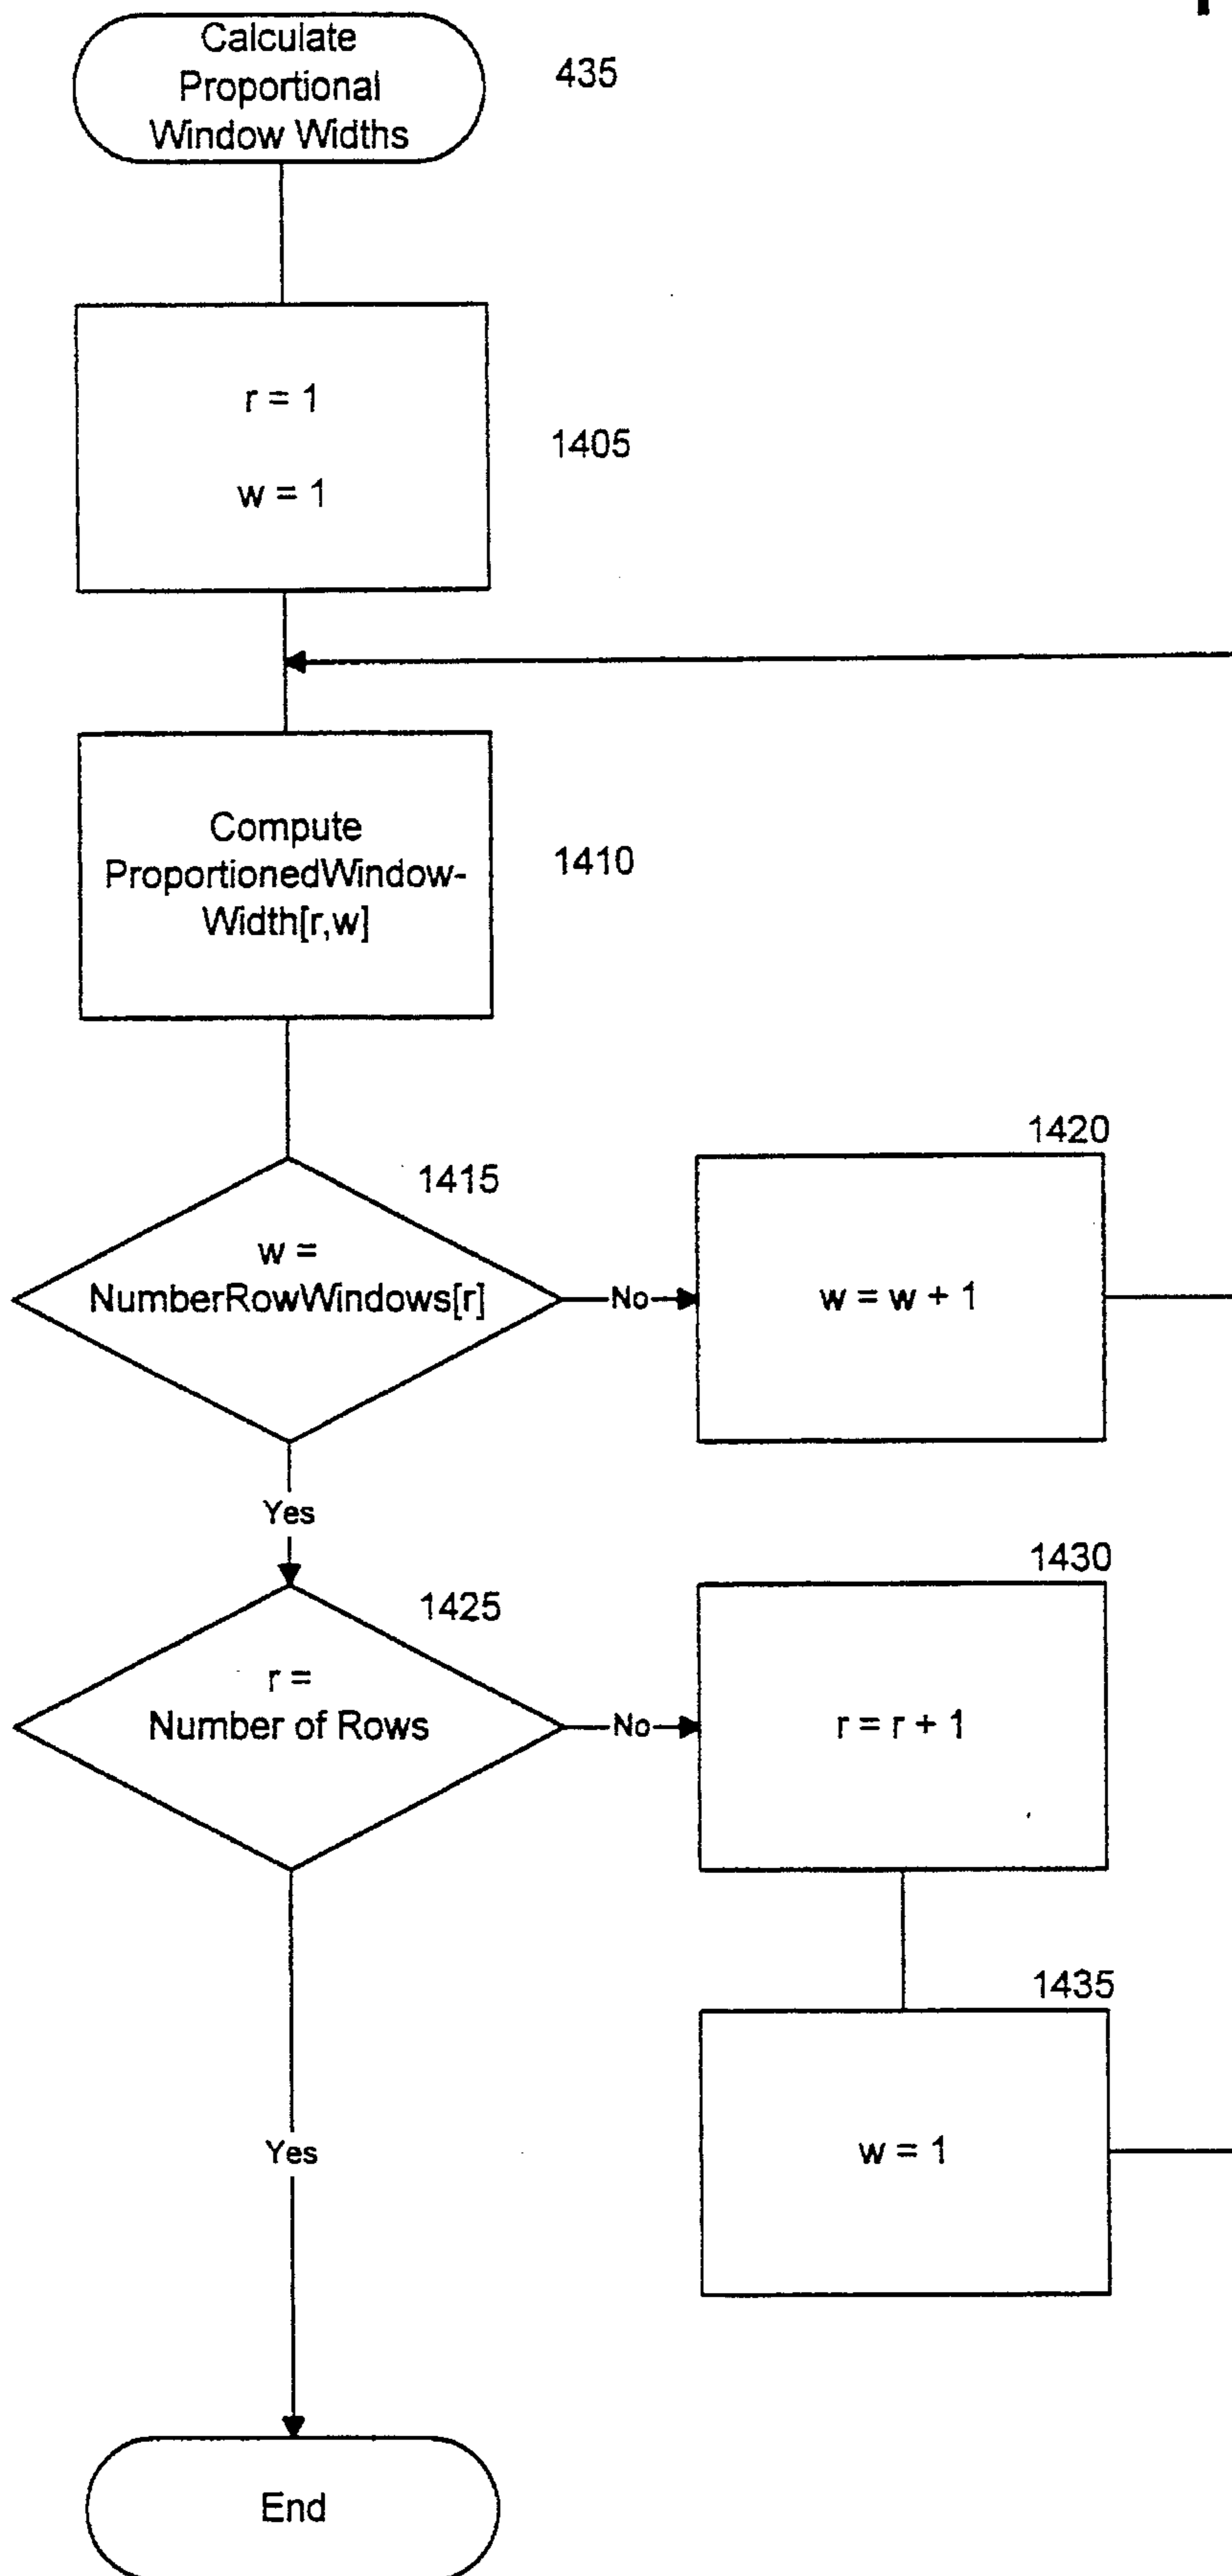 Calculate
Proportional
Window Widths
435
r = 1
w = 1
1405
Compute
ProportionedWindow-
Width[r,w]
1410
1415
w =
NumberRowWindows[r]
No
1420
w = w + 1
Yes
1425
r =
Number of Rows
No
1430
r = r + 1
1435
w = 1
Yes
End